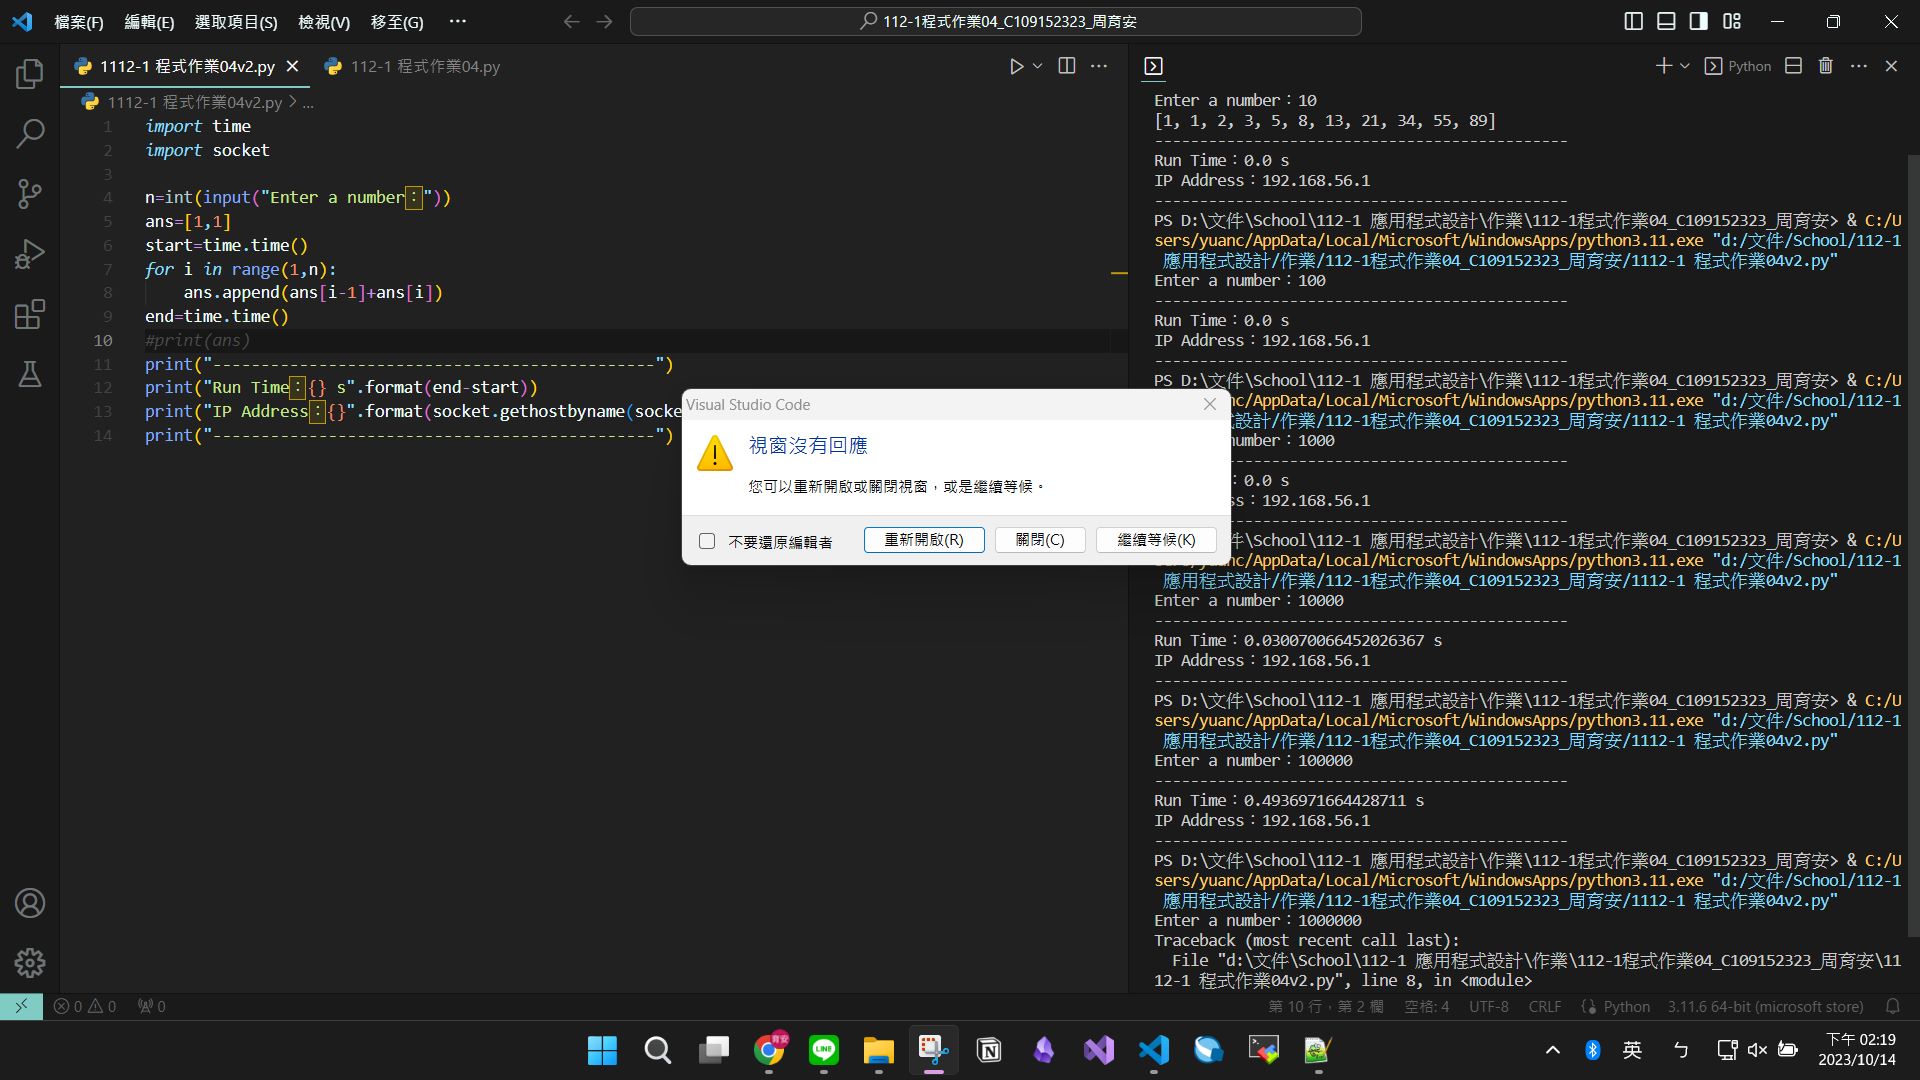 檔案(F) 編輯(E) 選取項目(S) 檢視(V) 移至(G) ··· 112-1程式作業04_C109152323_周育安
1112-1 程式作業04v2.py
112-1 程式作業04.py
1112-1 程式作業04v2.py > ...
1 import time
2 import socket
3
4 n=int(input("Enter a number："))
5 ans=[1,1]
6 start=time.time()
7 for i in range(1,n):
8 ans.append(ans[i-1]+ans[i])
9 end=time.time()
10 #print(ans)
11 print("----------------------------------------------")
12 print("Run Time：{} s".format(end-start))
13 print("IP Address：{}".format(socket.gethostbyname(socke
14 print("----------------------------------------------")
Python
Enter a number：10
[1, 1, 2, 3, 5, 8, 13, 21, 34, 55, 89]
----------------------------------------------
Run Time：0.0 s
IP Address：192.168.56.1
----------------------------------------------
PS D:\文件\School\112-1 應用程式設計\作業\112-1程式作業04_C109152323_周育安> & C:/U
sers/yuanc/AppData/Local/Microsoft/WindowsApps/python3.11.exe "d:/文件/School/112-1
應用程式設計/作業/112-1程式作業04_C109152323_周育安/1112-1 程式作業04v2.py"
Enter a number：100
----------------------------------------------
Run Time：0.0 s
IP Address：192.168.56.1
----------------------------------------------
PS D:\文件\School\112-1 應用程式設計\作業\112-1程式作業04_C109152323_周育安> & C:/U
nc/AppData/Local/Microsoft/WindowsApps/python3.11.exe "d:/文件/School/112-1
式設計/作業/112-1程式作業04_C109152323_周育安/1112-1 程式作業04v2.py"
number：1000
----------------------------------------------
：0.0 s
ss：192.168.56.1
----------------------------------------------
件\School\112-1 應用程式設計\作業\112-1程式作業04_C109152323_周育安> & C:/U
sers/yuanc/AppData/Local/Microsoft/WindowsApps/python3.11.exe "d:/文件/School/112-1
應用程式設計/作業/112-1程式作業04_C109152323_周育安/1112-1 程式作業04v2.py"
Enter a number：10000
----------------------------------------------
Run Time：0.030070066452026367 s
IP Address：192.168.56.1
----------------------------------------------
PS D:\文件\School\112-1 應用程式設計\作業\112-1程式作業04_C109152323_周育安> & C:/U
sers/yuanc/AppData/Local/Microsoft/WindowsApps/python3.11.exe "d:/文件/School/112-1
應用程式設計/作業/112-1程式作業04_C109152323_周育安/1112-1 程式作業04v2.py"
Enter a number：100000
----------------------------------------------
Run Time：0.4936971664428711 s
IP Address：192.168.56.1
----------------------------------------------
PS D:\文件\School\112-1 應用程式設計\作業\112-1程式作業04_C109152323_周育安> & C:/U
sers/yuanc/AppData/Local/Microsoft/WindowsApps/python3.11.exe "d:/文件/School/112-1
應用程式設計/作業/112-1程式作業04_C109152323_周育安/1112-1 程式作業04v2.py"
Enter a number：1000000
Traceback (most recent call last):
File "d:\文件\School\112-1 應用程式設計\作業\112-1程式作業04_C109152323_周育安\11
12-1 程式作業04v2.py", line 8, in <module>
Visual Studio Code
視窗沒有回應
您可以重新開啟或關閉視窗，或是繼續等候。
不要還原編輯者 重新開啟(R) 關閉(C) 繼續等候(K)
0 0 0 第 10 行，第 2 欄 空格: 4 UTF-8 CRLF Python 3.11.6 64-bit (microsoft store)
育安
LINE
英 ㄅ
下午 02:19
2023/10/14